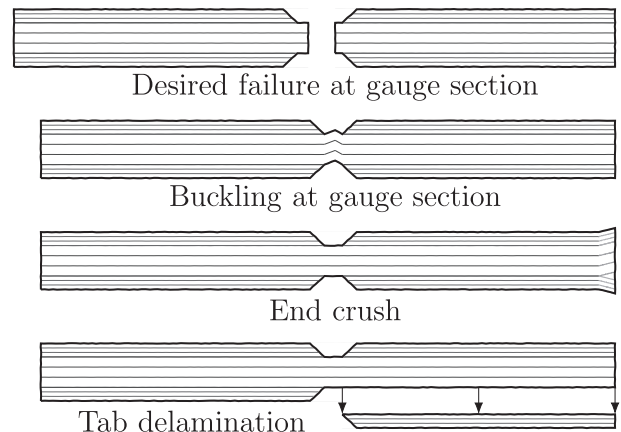 Desired failure at gauge section
Buckling at gauge section
End crush
Tab delamination